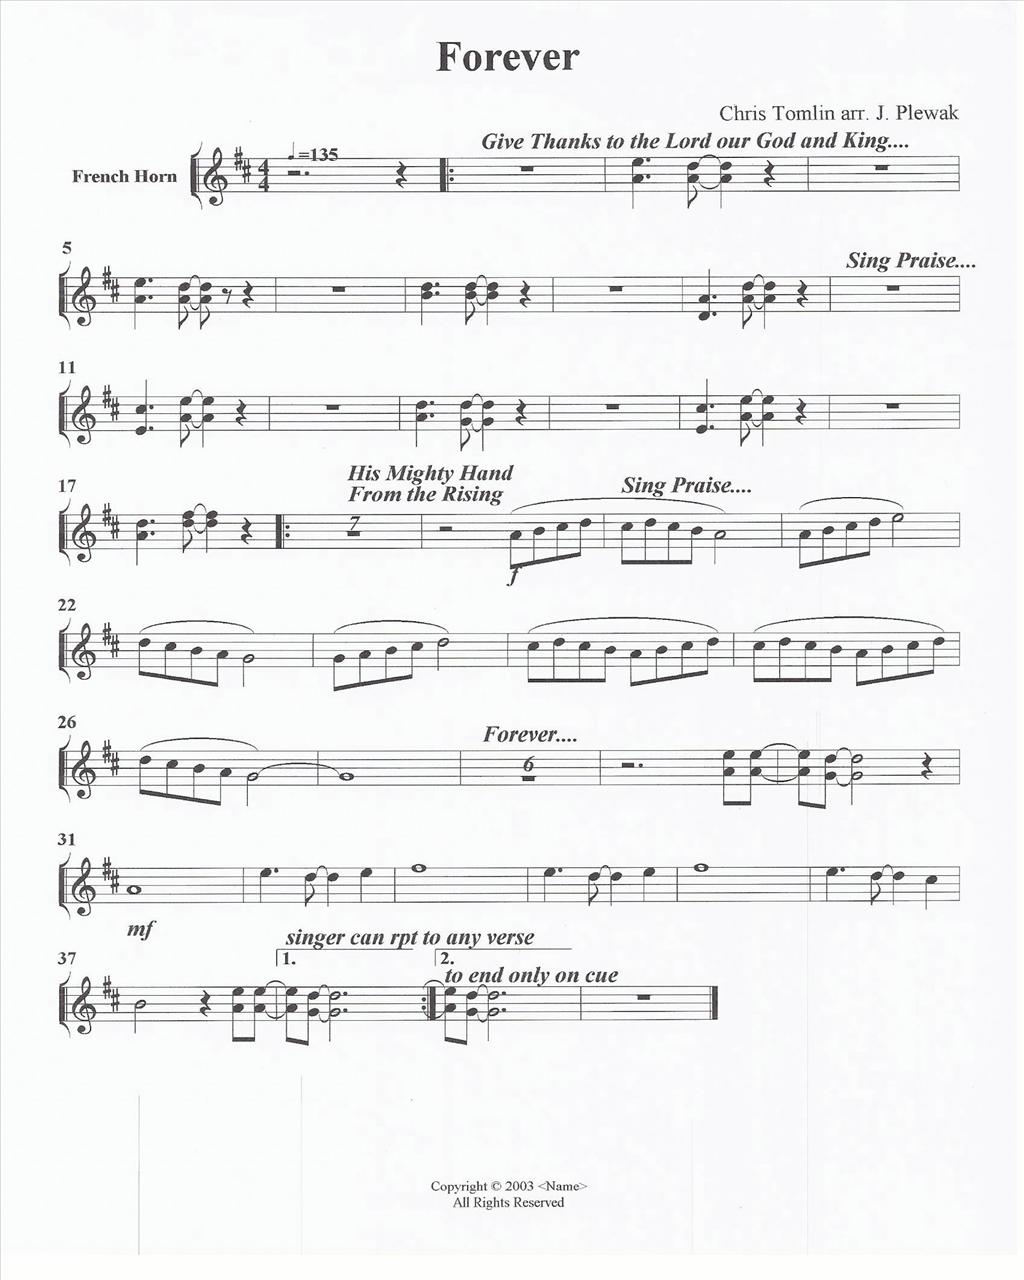 Forever
Chris Tomlin arr. J. Plewak
Give Thanks to the Lord our God and King....
=135
French Horn
4
4
5
Sing Praise....
11
17
His Mighty Hand
From the Rising
Sing Praise....
7
f
22
26
Forever....
6
31
mf
singer can rpt to any verse
37
1.
2.
to end only on cue
Copyright © 2003 <Name>
All Rights Reserved